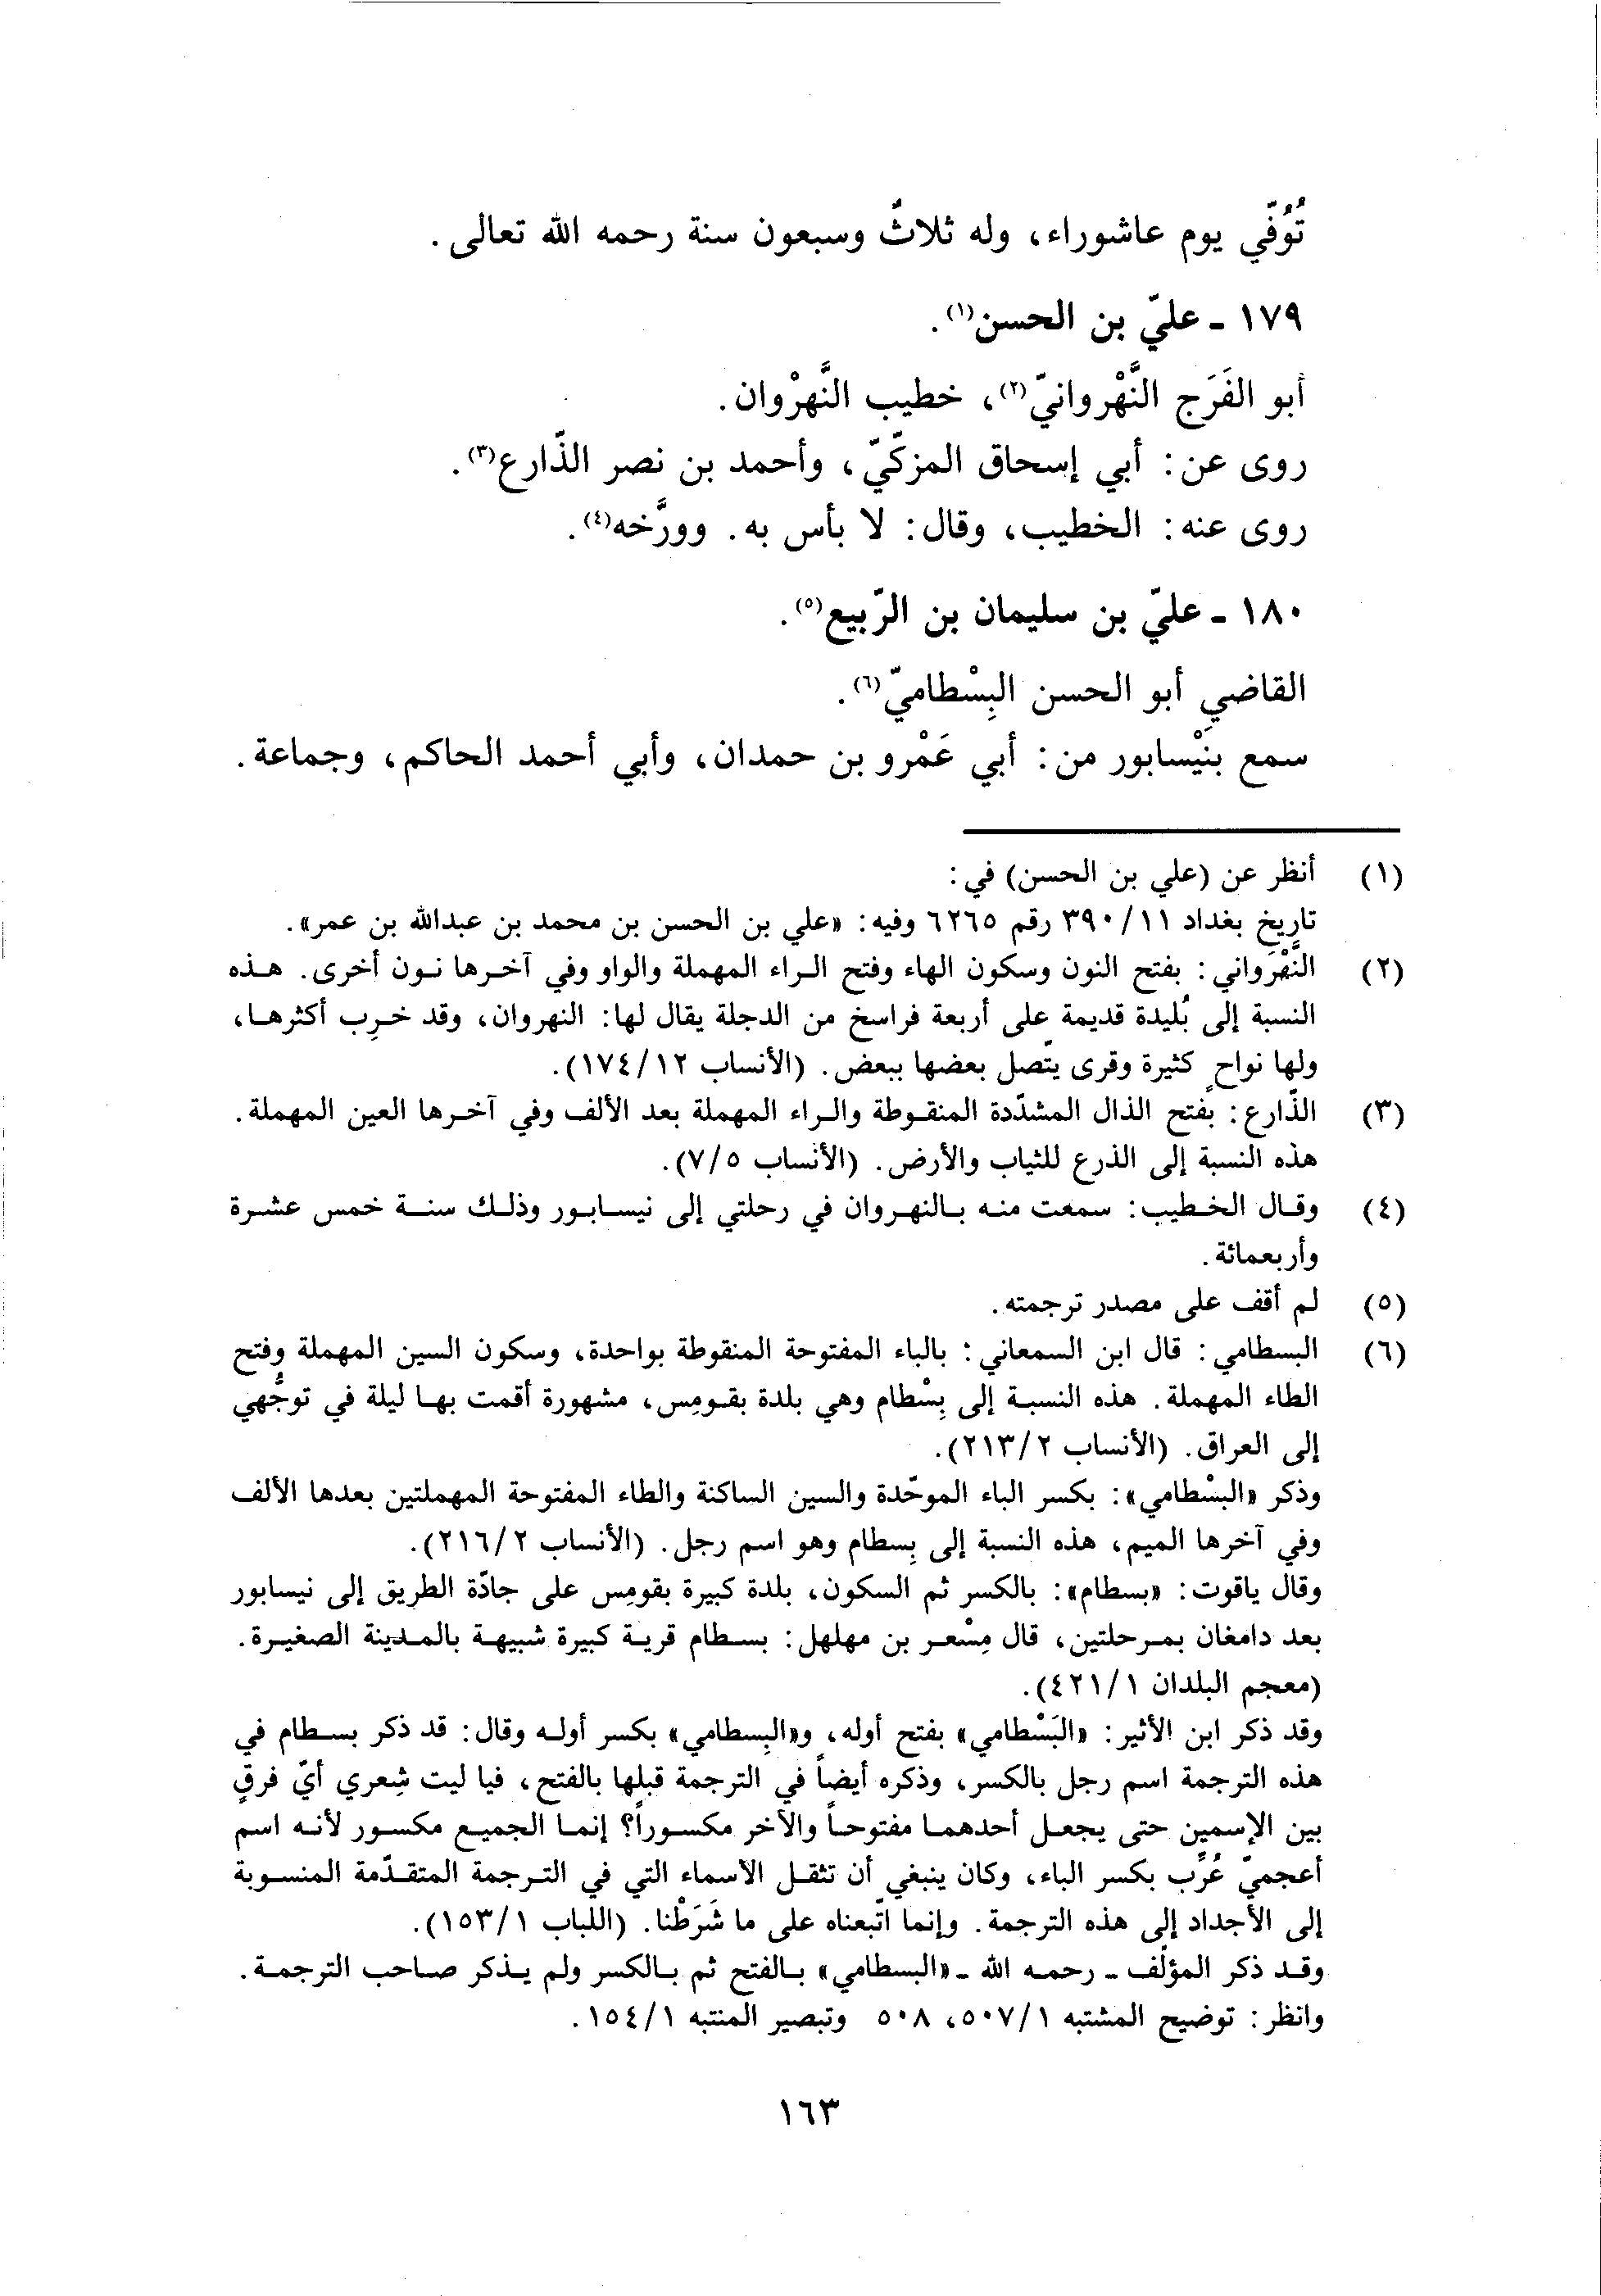 تُوُفّي يوم عاشوراء، وله ثلاثٌ وسبعون سنة رحمه الله تعالى.
١٧٩ ـ عليّ بن الحسن(١).
أبو الفَرَج النَّهْروانيّ(٢)، خطيب النَّهرْوان.
روى عن: أبي إسحاق المزكّيّ، وأحمد بن نصر الذّارع(٣).
روى عنه: الخطيب، وقال: لا بأس به. وورَّخه(٤).
١٨٠ ـ عليّ بن سليمان بن الرّبيع(٥).
القاضي أبو الحسن البِسْطاميّ(٦).
سمع بنَيْسابور من: أبي عَمْرو بن حمدان، وأبي أحمد الحاكم، وجماعة.
(١) أنظر عن (علي بن الحسن) في:
تاريخ بغداد ٣٩٠/١١ رقم ٦٢٦٥ وفيه: «علي بن الحسن بن محمد بن عبدالله بن عمر».
(٢) النَّهْرَواني: بفتح النون وسكون الهاء وفتح الراء المهملة والواو وفي آخرها نون أخرى. هذه
النسبة إلى بُليدة قديمة على أربعة فراسخ من الدجلة يقال لها: النهروان، وقد خرِب أكثرها،
ولها نواحٍ كثيرة وقرى يتّصل بعضها ببعض. (الأنساب ١٧٤/١٢).
(٣) الذّارع: بفتح الذال المشدّدة المنقوطة والراء المهملة بعد الألف وفي آخرها العين المهملة.
هذه النسبة إلى الذرع للثياب والأرض. (الأنساب ٧/٥).
(٤) وقال الخطيب: سمعت منه بالنهروان في رحلتي إلى نيسابور وذلك سنة خمس عشرة
وأربعمائة.
(٥) لم أقف على مصدر ترجمته.
(٦) البسطامي: قال ابن السمعاني: بالباء المفتوحة المنقوطة بواحدة، وسكون السين المهملة وفتح
الطاء المهملة. هذه النسبة إلى بِسْطام وهي بلدة بقومِس، مشهورة أقمت بها ليلة في توجُّهي
إلى العراق. (الأنساب ٢١٣/٢).
وذكر «البسْطامي»: بكسر الباء الموحّدة والسين الساكنة والطاء المفتوحة المهملتين بعدها الألف
وفي آخرها الميم، هذه النسبة إلى بِسطام وهو اسم رجل. (الأنساب ٢١٦/٢).
وقال ياقوت: «بسطام»: بالكسر ثم السكون، بلدة كبيرة بقومِس على جادّة الطريق إلى نيسابور
بعد دامغان بمرحلتين، قال مِسْعر بن مهلهل: بسطام قرية كبيرة شبيهة بالمدينة الصغيرة.
(معجم البلدان ٤٢١/١).
وقد ذكر ابن الأثير: «البَسْطامي» بفتح أوله، و«البِسطامي» بكسر أوله وقال: قد ذكر بسطام في
هذه الترجمة اسم رجل بالكسر، وذكره أيضاً في الترجمة قبلها بالفتح، فيا ليت شِعري أيّ فرقٍ
بين الإسمين حتى يجعل أحدهما مفتوحاً والآخر مكسوراً؟ إنما الجميع مكسور لأنه اسم
أعجميّ عُرِّب بكسر الباء، وكان ينبغي أن تثقل الأسماء التي في الترجمة المتقدّمة المنسوبة
إلى الأجداد إلى هذه الترجمة. وإنما اتّبعناه على ما شَرَطْنا. (اللباب ١٥٣/١).
وقد ذكر المؤلّف ـ رحمه الله ـ «البسطامي» بالفتح ثم بالكسر ولم يذكر صاحب الترجمة.
وانظر: توضيح المشتبه ٥٠٧/١، ٥٠٨ وتبصير المنتبه ١٥٤/١.
١٦٣